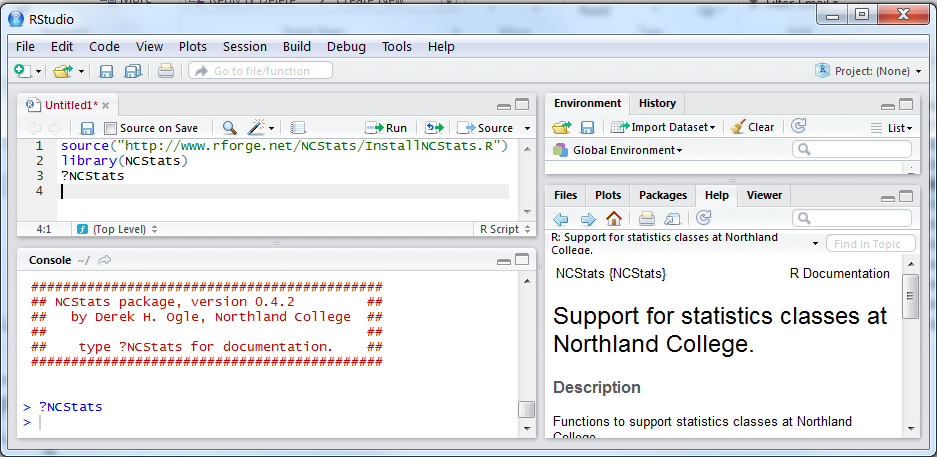 RStudio
File Edit Code View Plots Session Build Debug Tools Help
Go to file/function Project: (None)
Untitled1*
Source on Save Run Source
1 source("http://www.rforge.net/NCStats/InstallNCStats.R")
2 library(NCStats)
3 ?NCStats
4
4:1 (Top Level) R Script
Console ~/
############################################
## NCStats package, version 0.4.2 ##
## by Derek H. Ogle, Northland College ##
## ##
## type ?NCStats for documentation. ##
############################################
> ?NCStats
>
Environment History
Import Dataset Clear List
Global Environment
Files Plots Packages Help Viewer
R: Support for statistics classes at Northland
College. Find in Topic
NCStats {NCStats} R Documentation
Support for statistics classes at
Northland College.
Description
Functions to support statistics classes at Northland
College